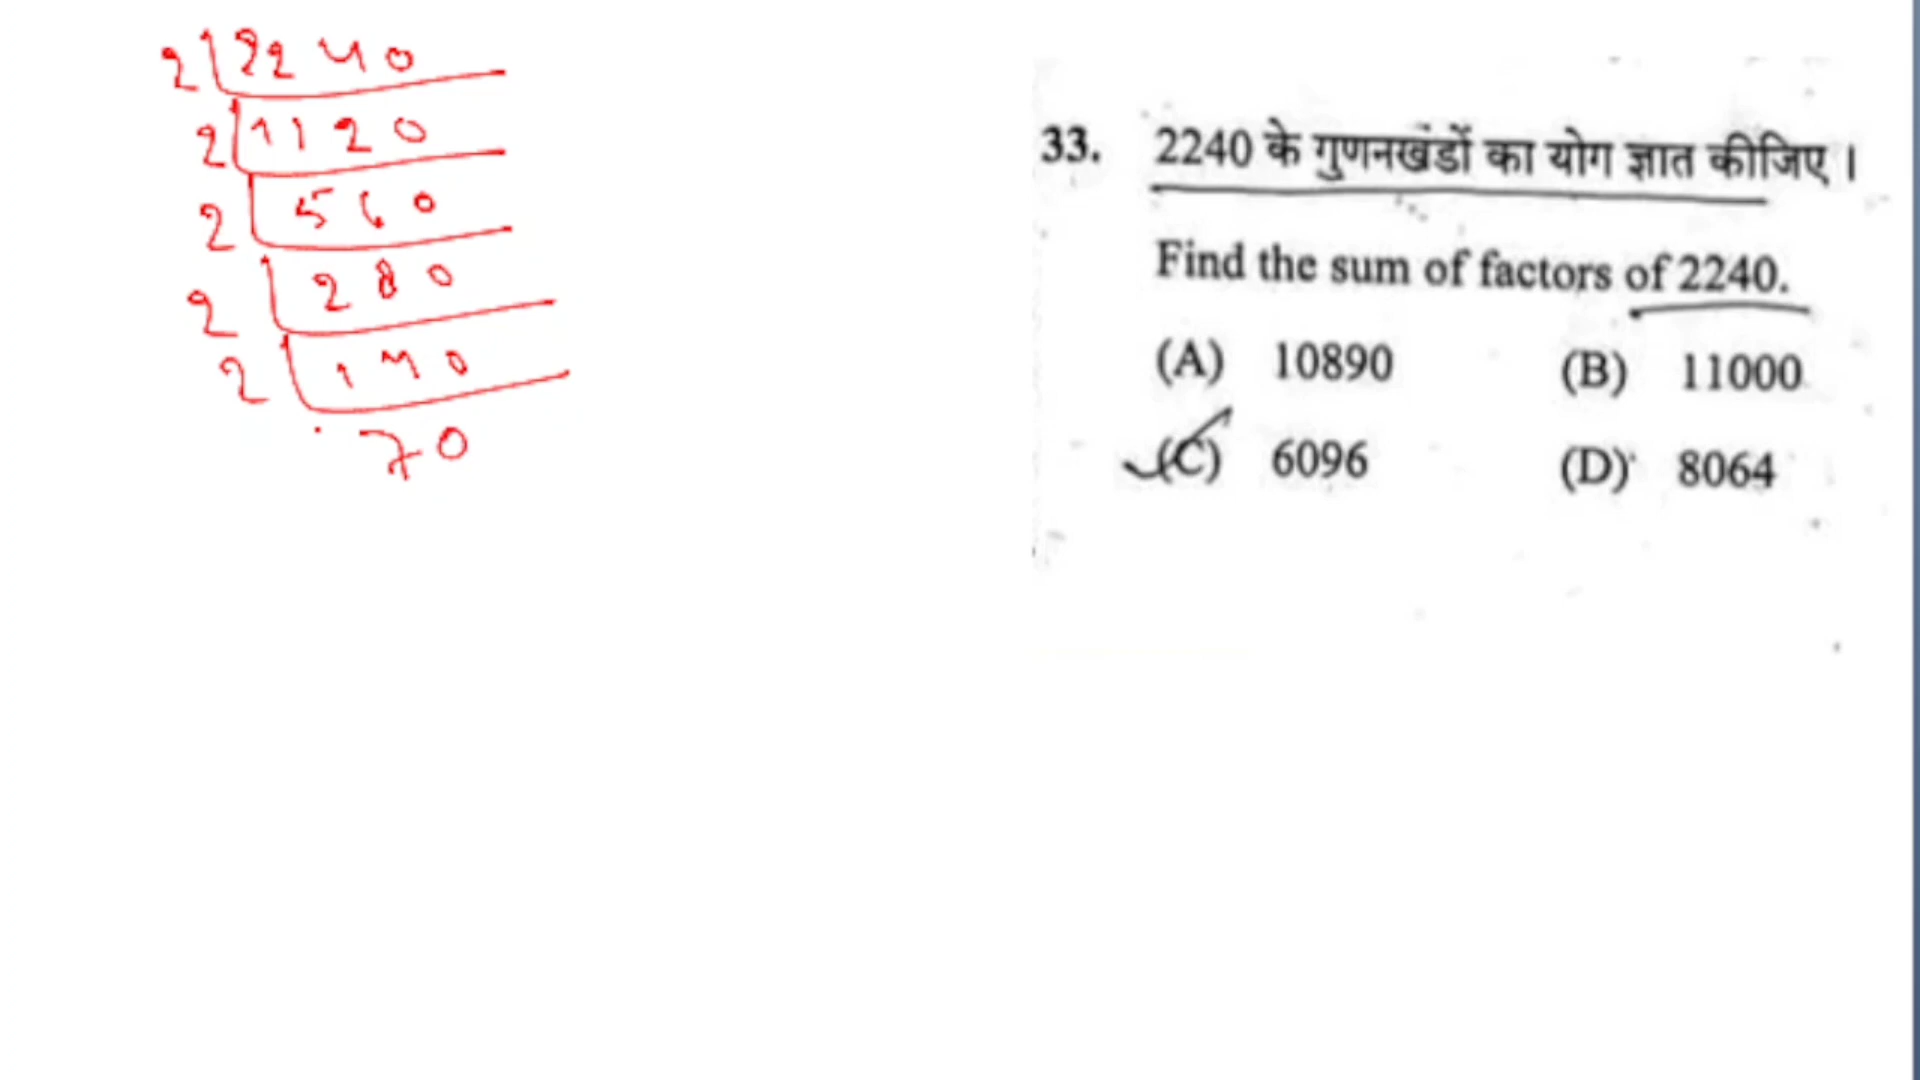 2 2240
2 1120
2 560
2 280
2 140
70
33. 2240 के गुणनखंडों का योग ज्ञात कीजिए ।
Find the sum of factors of 2240.
(A) 10890 (B) 11000
(C) 6096 (D) 8064